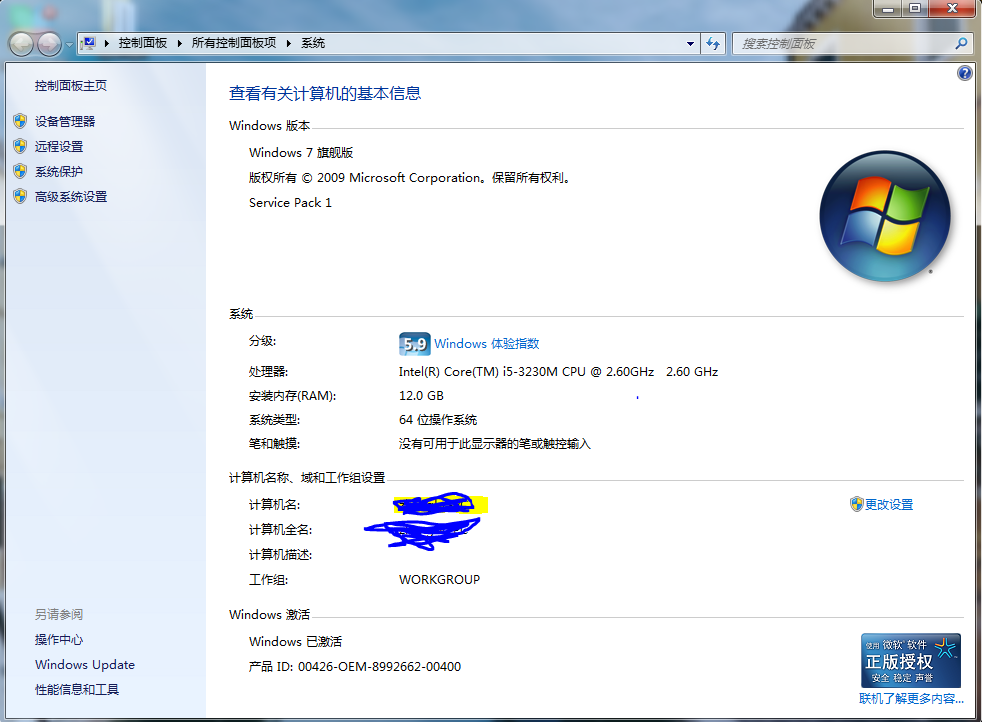 控制面板 ▸ 所有控制面板项 ▸ 系统
搜索控制面板
控制面板主页
设备管理器
远程设置
系统保护
高级系统设置
查看有关计算机的基本信息
Windows 版本
Windows 7 旗舰版
版权所有 © 2009 Microsoft Corporation。保留所有权利。
Service Pack 1
系统
分级:
5.9 Windows 体验指数
处理器: Intel(R) Core(TM) i5-3230M CPU @ 2.60GHz 2.60 GHz
安装内存(RAM): 12.0 GB
系统类型: 64 位操作系统
笔和触摸: 没有可用于此显示器的笔或触控输入
计算机名称、域和工作组设置
计算机名:
更改设置
计算机全名:
计算机描述:
工作组: WORKGROUP
Windows 激活
Windows 已激活
产品 ID: 00426-OEM-8992662-00400
使用 微软 软件
正版授权
安全 稳定 声誉
联机了解更多内容...
另请参阅
操作中心
Windows Update
性能信息和工具